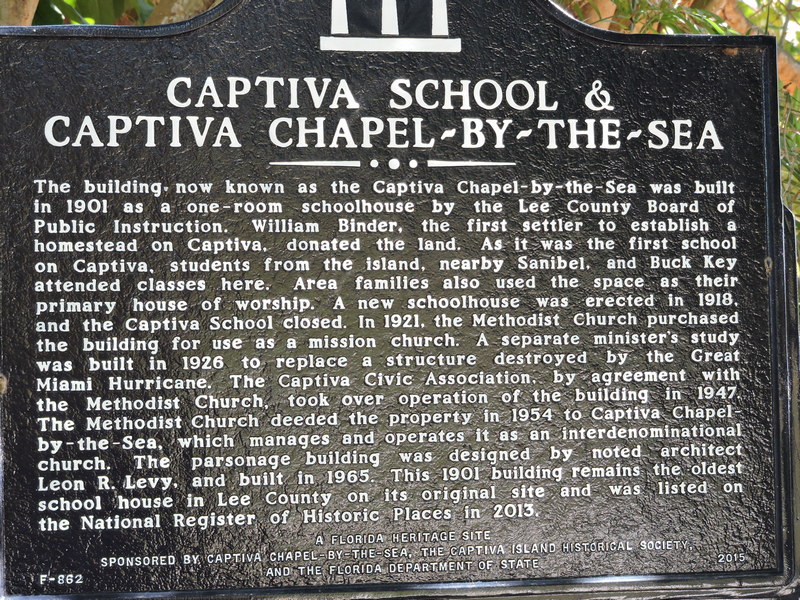 CAPTIVA SCHOOL &
CAPTIVA CHAPEL-BY-THE-SEA
The building now known as the Captiva Chapel-by-the-Sea was built
in 1901 as a one-room schoolhouse by the Lee County Board of
Public Instruction. William Binder, the first settler to establish a
homestead on Captiva, donated the land. As it was the first school
on Captiva, students from the island, nearby Sanibel, and Buck Key
attended classes here. Area families also used the space as their
primary house of worship. A new schoolhouse was erected in 1918,
and the Captiva School closed. In 1921, the Methodist Church purchased
the building for use as a mission church. A separate minister's study
was built in 1926 to replace a structure destroyed by the Great
Miami Hurricane. The Captiva Civic Association, by agreement with
the Methodist Church, took over operation of the building in 1947.
The Methodist Church deeded the property in 1954 to Captiva Chapel-
by-the-Sea, which manages and operates it as an interdenominational
church. The parsonage building was designed by noted architect
Leon R. Levy, and built in 1965. This 1901 building remains the oldest
school house in Lee County on its original site and was listed on
the National Register of Historic Places in 2013.
A FLORIDA HERITAGE SITE
SPONSORED BY CAPTIVA CHAPEL-BY-THE-SEA, THE CAPTIVA ISLAND HISTORICAL SOCIETY,
AND THE FLORIDA DEPARTMENT OF STATE
F-862
2015